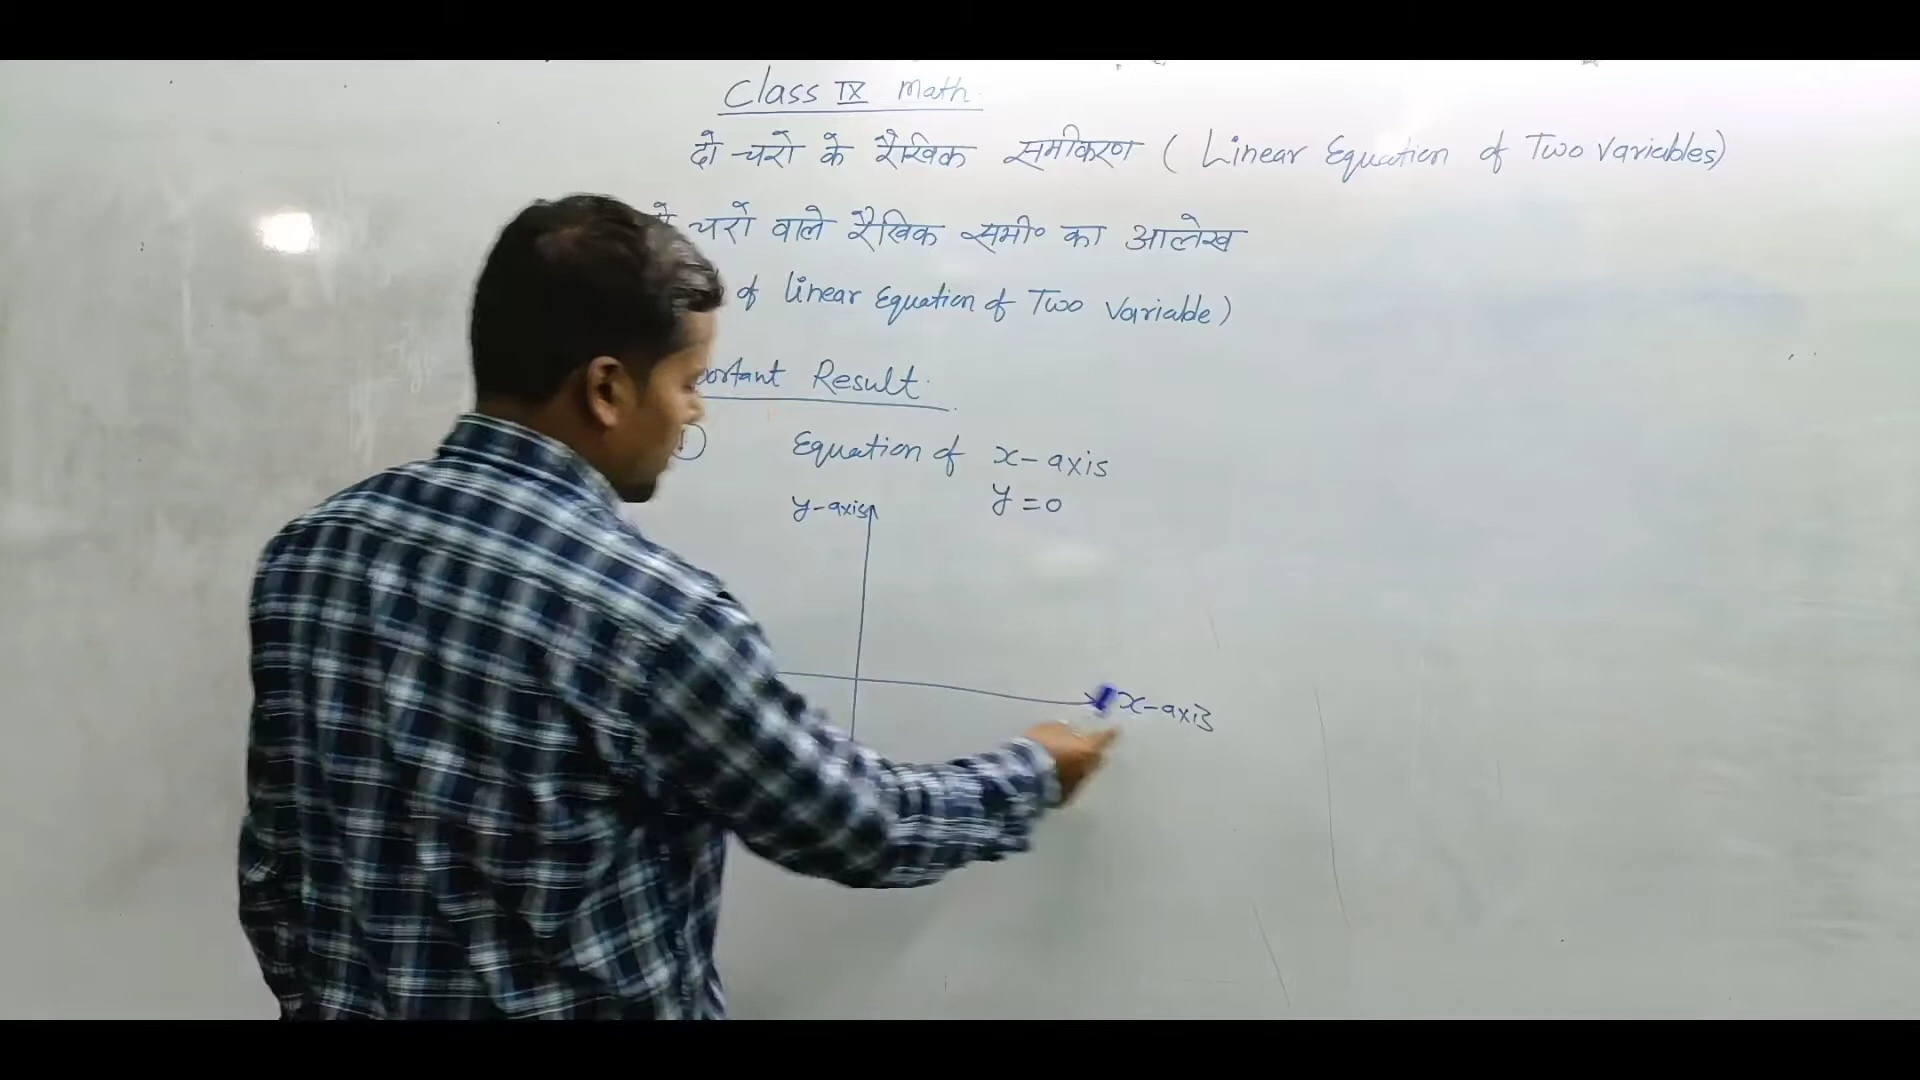 Class IX Math.
दो चरो के रैखिक समीकरण ( Linear Equation of Two Variables)
चरो वाले रैखिक समी० का आलेख
of linear Equation of Two Variable)
Result.
① Equation of x-axis
y-axis y = 0
x-axis